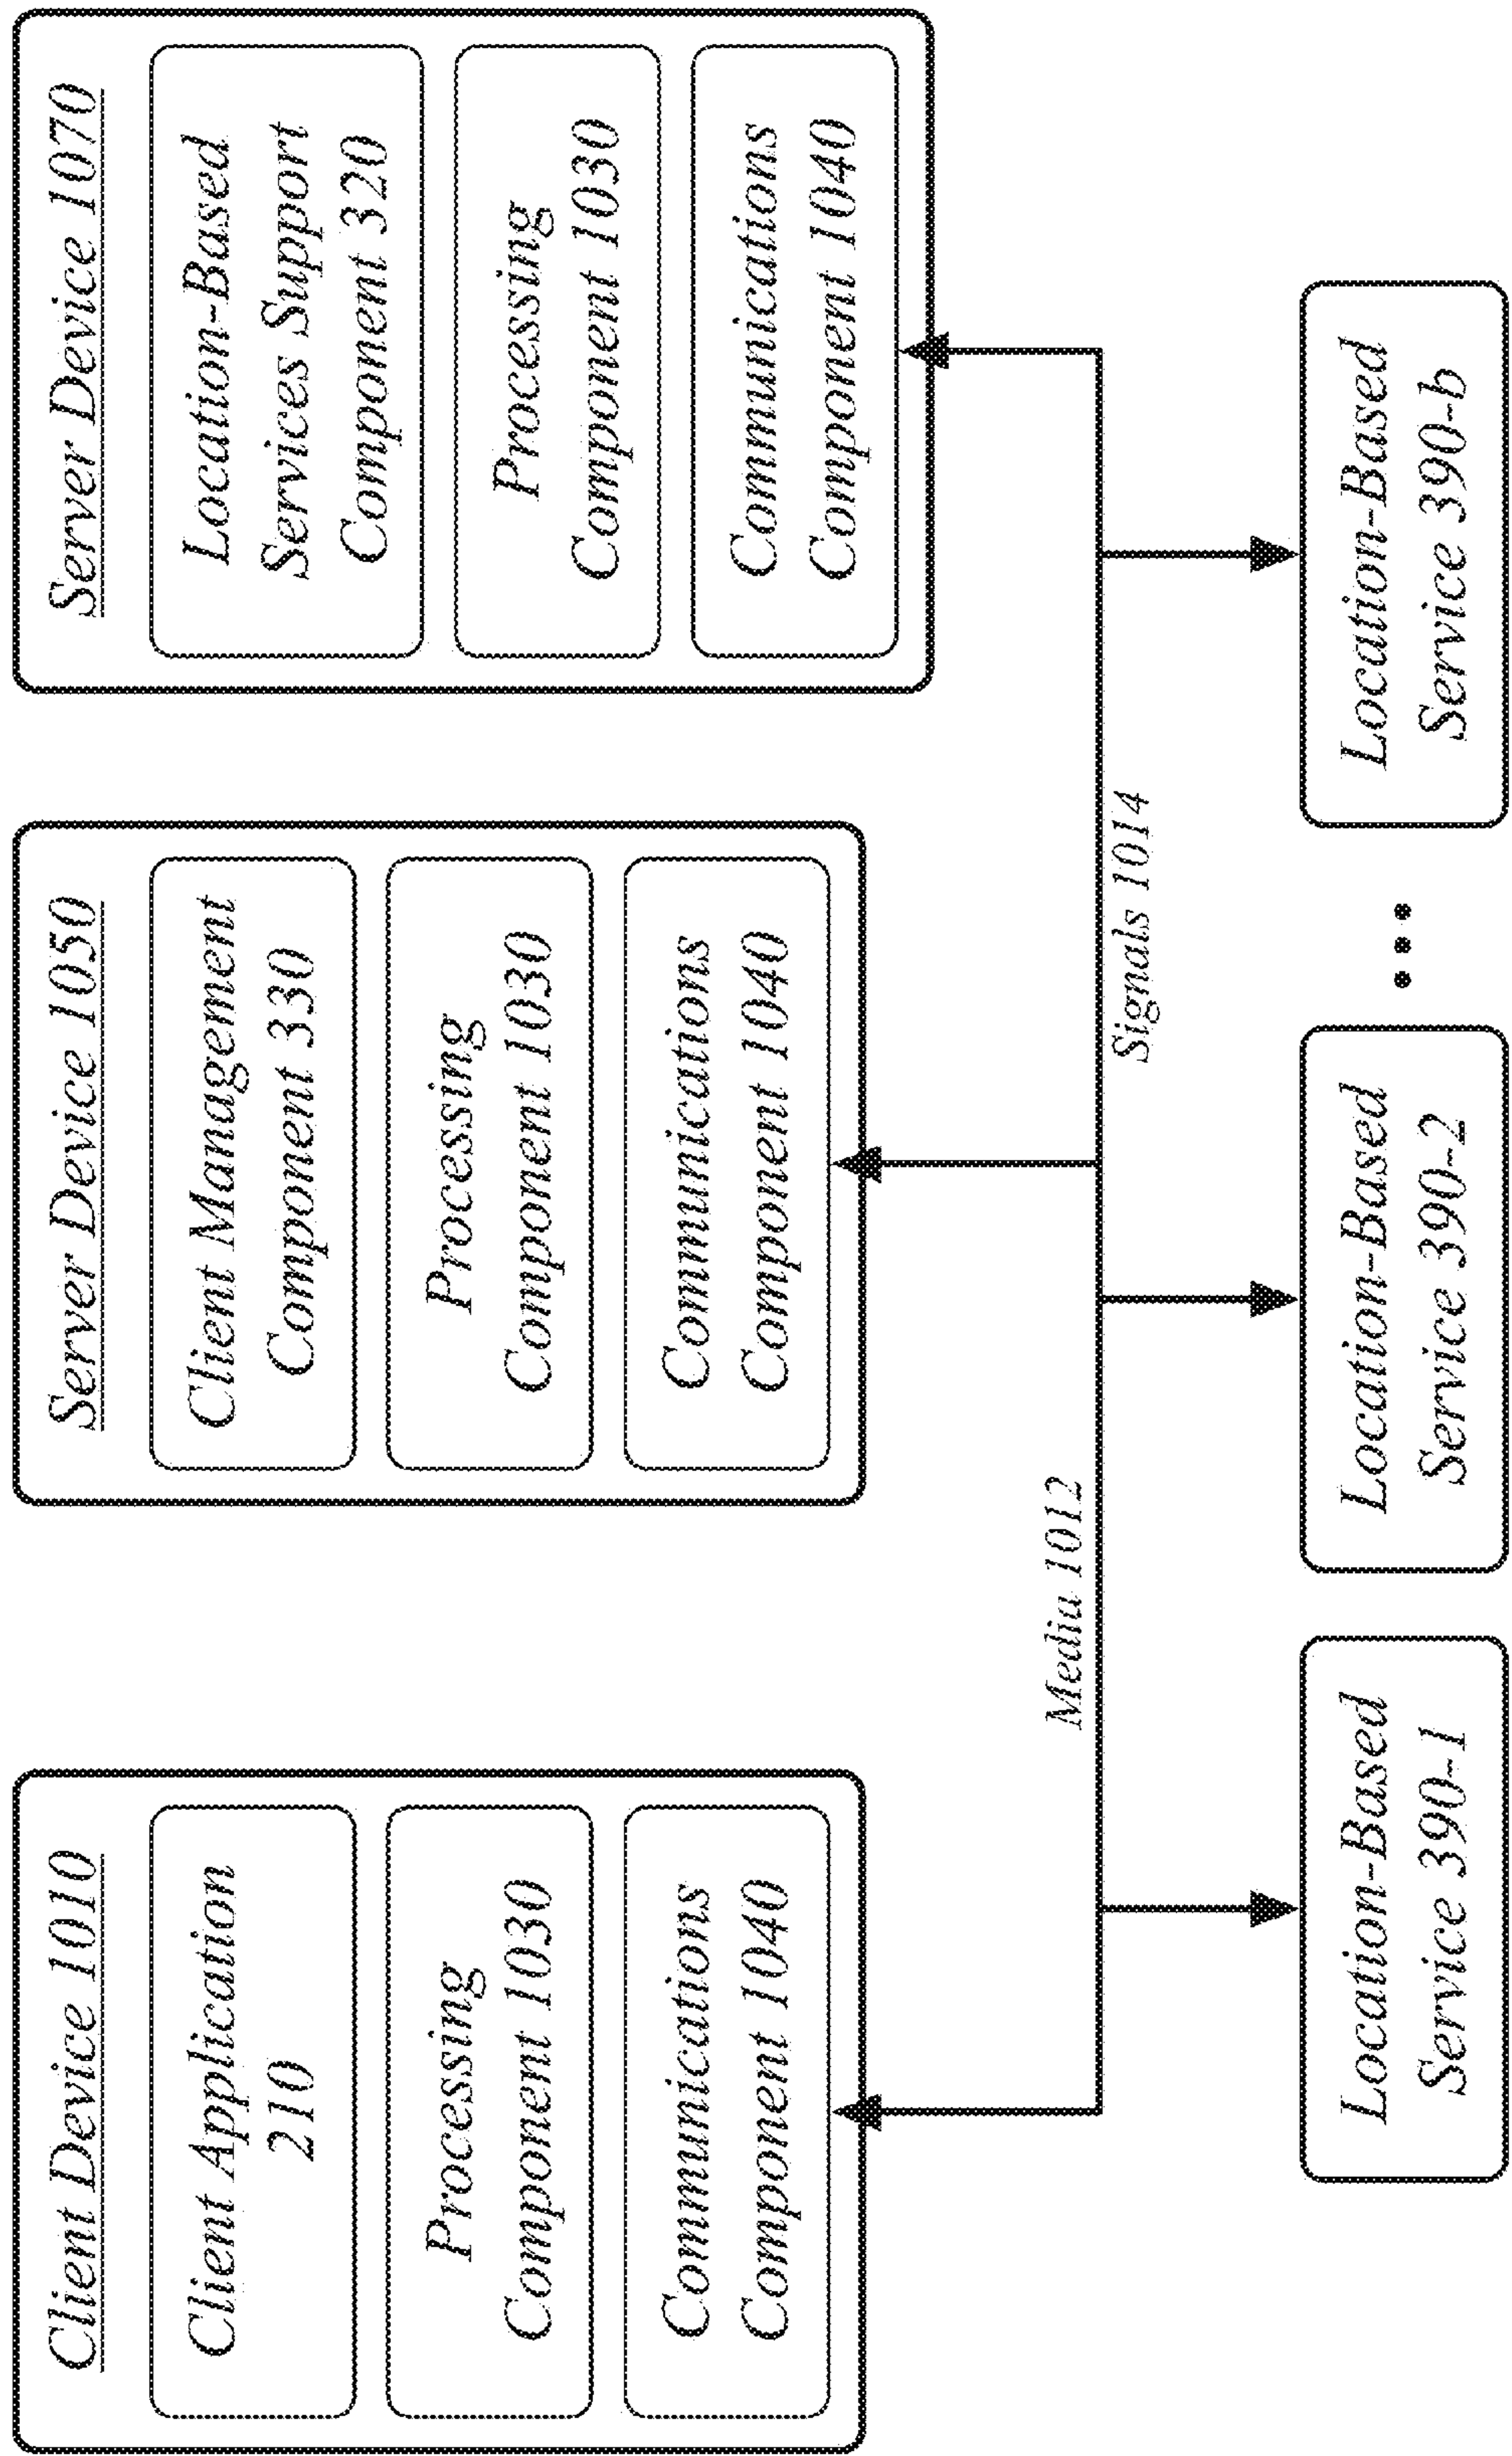 Client Device 1010
Client Application
210
Processing
Component 1030
Communications
Component 1040
Server Device 1050
Client Management
Component 330
Processing
Component 1030
Communications
Component 1040
Server Device 1070
Location-Based
Services Support
Component 320
Processing
Component 1030
Communications
Component 1040
Media 1012
Signals 1014
Location-Based
Service 390-1
Location-Based
Service 390-2
Location-Based
Service 390-b